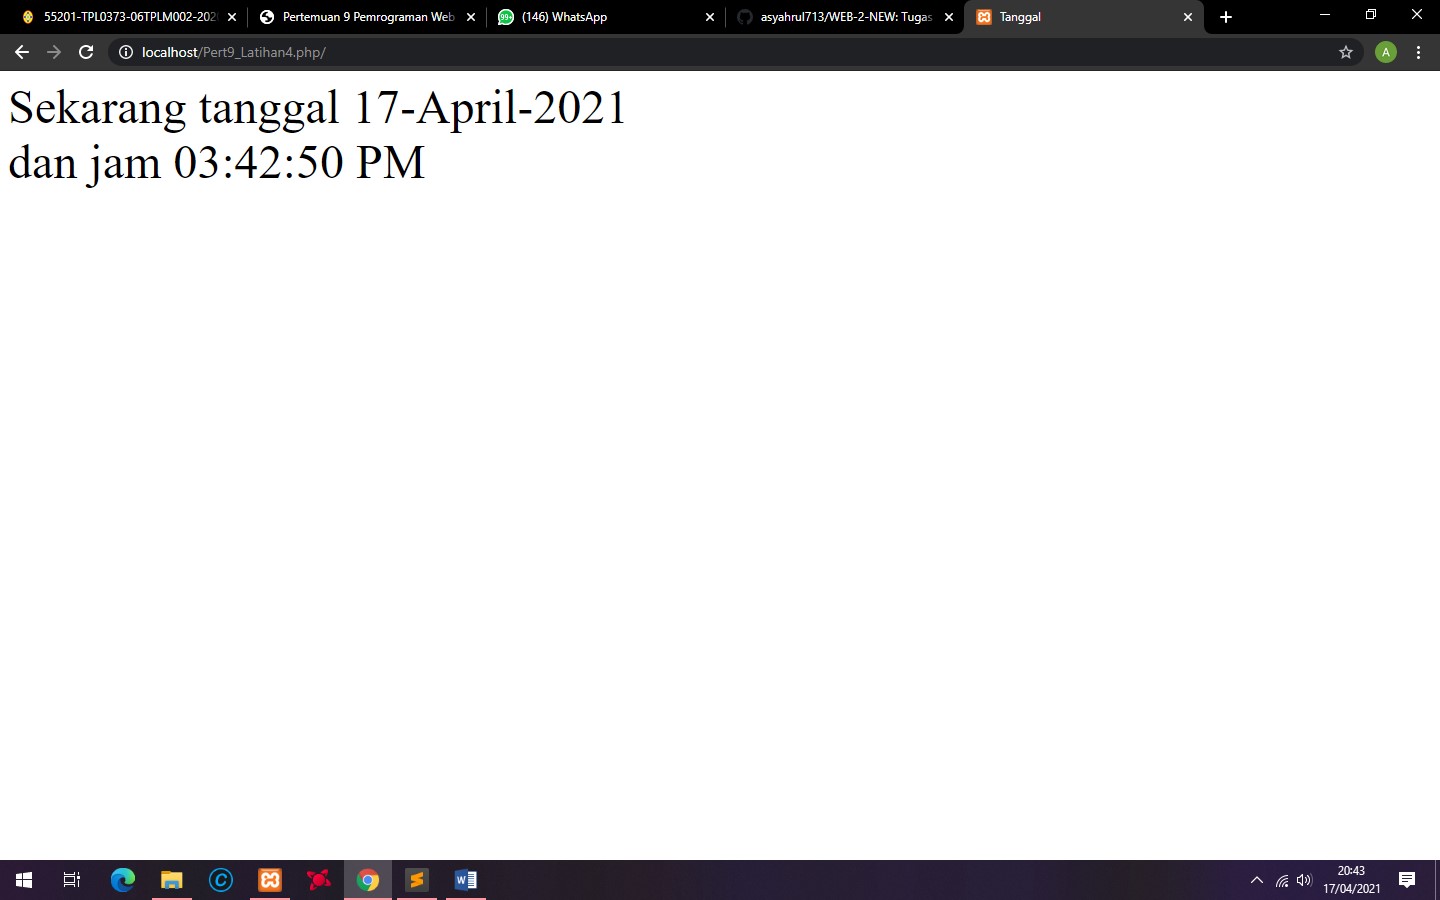 55201-TPL0373-06TPLM002-202
Pertemuan 9 Pemrograman Web
99+
(146) WhatsApp
asyahrul713/WEB-2-NEW: Tugas
Tanggal
localhost/Pert9_Latihan4.php/
A
Sekarang tanggal 17-April-2021
dan jam 03:42:50 PM
20:43
17/04/2021